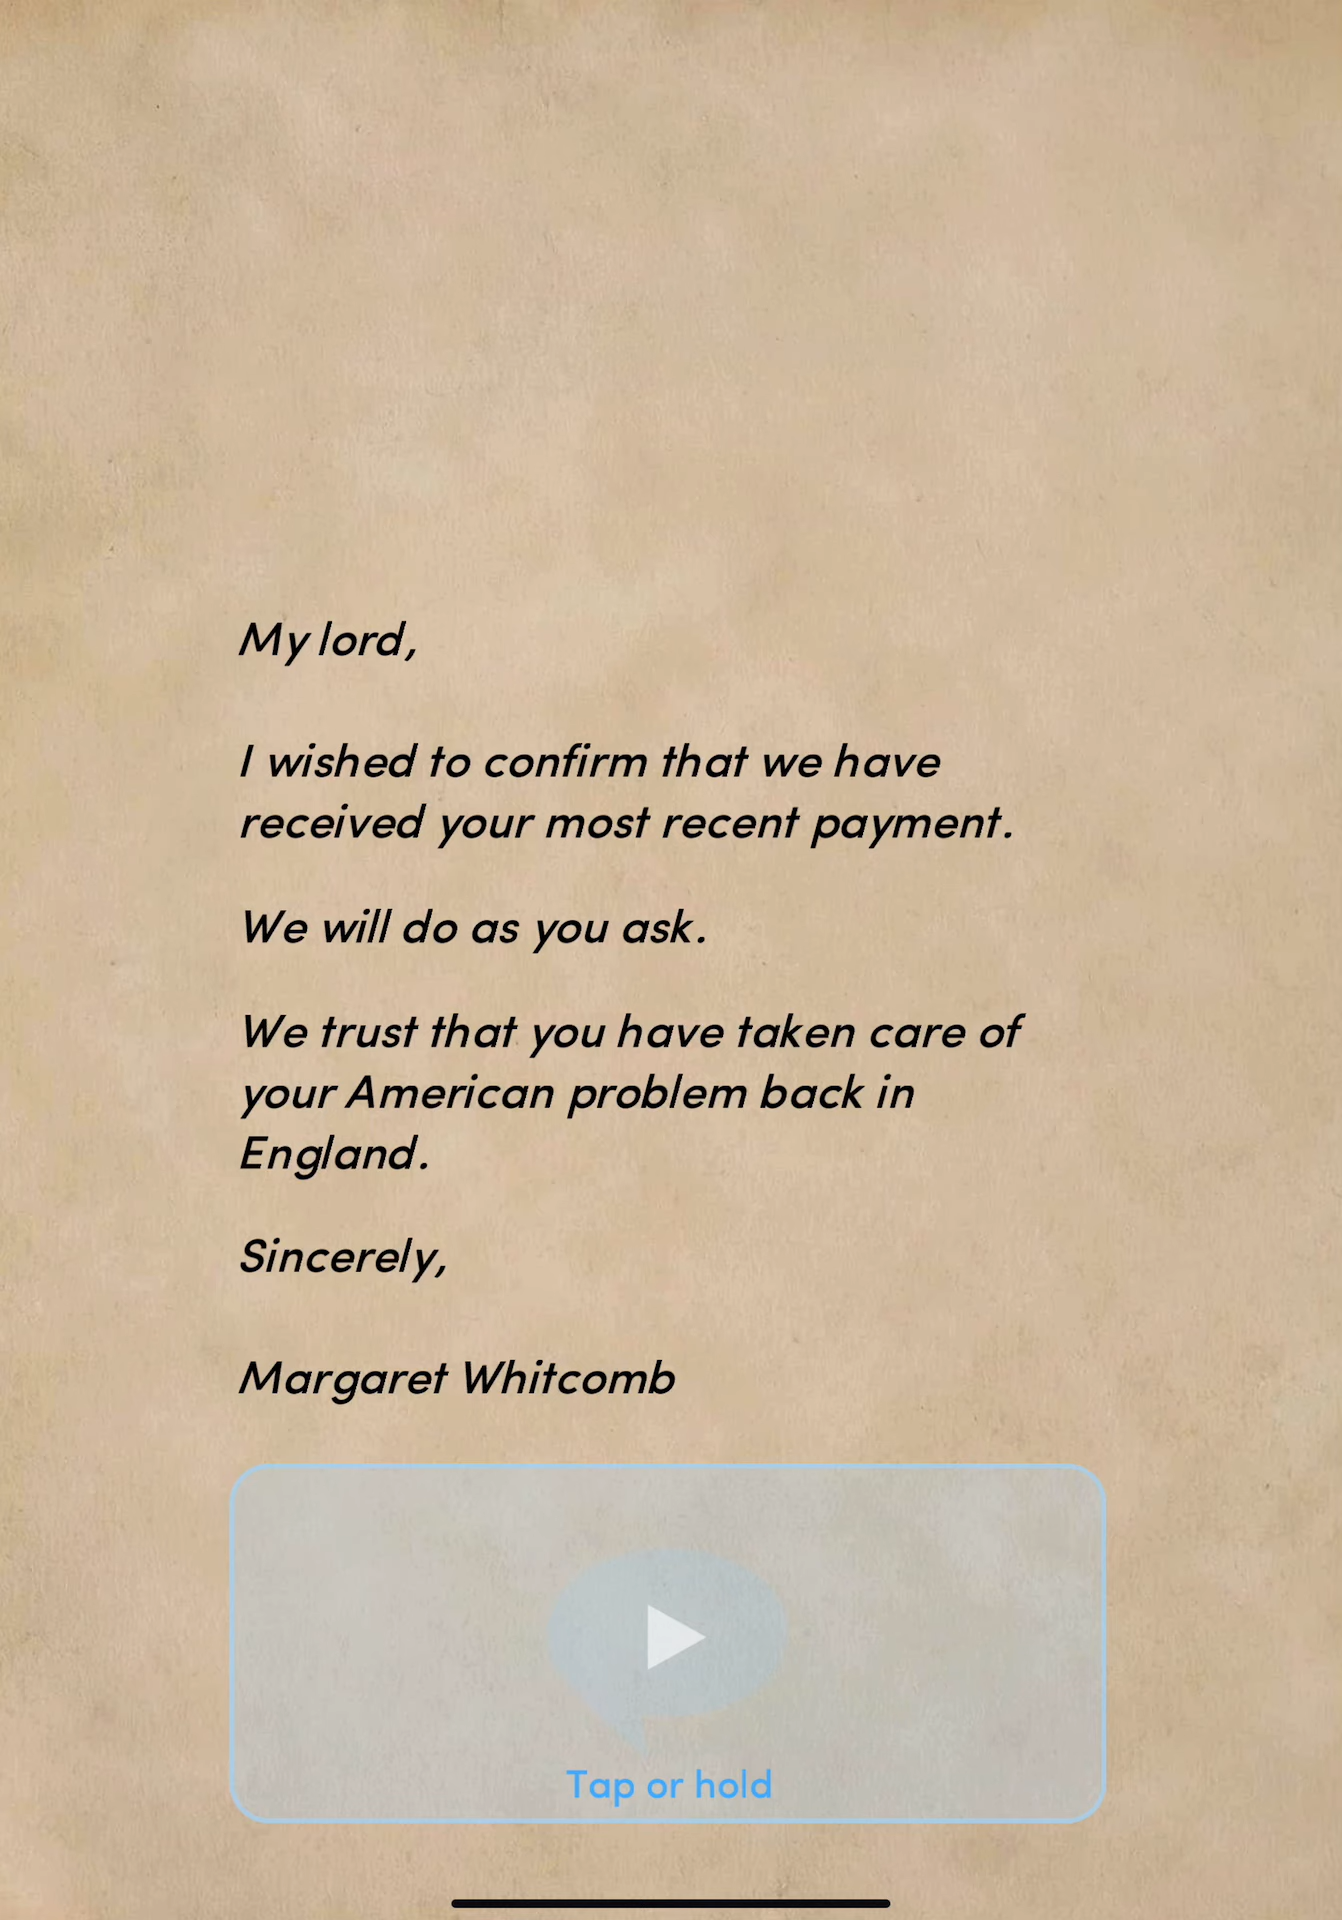 My lord,
I wished to confirm that we have
received your most recent payment.
We will do as you ask.
We trust that you have taken care of
your American problem back in
England.
Sincerely,
Margaret Whitcomb
Tap or hold